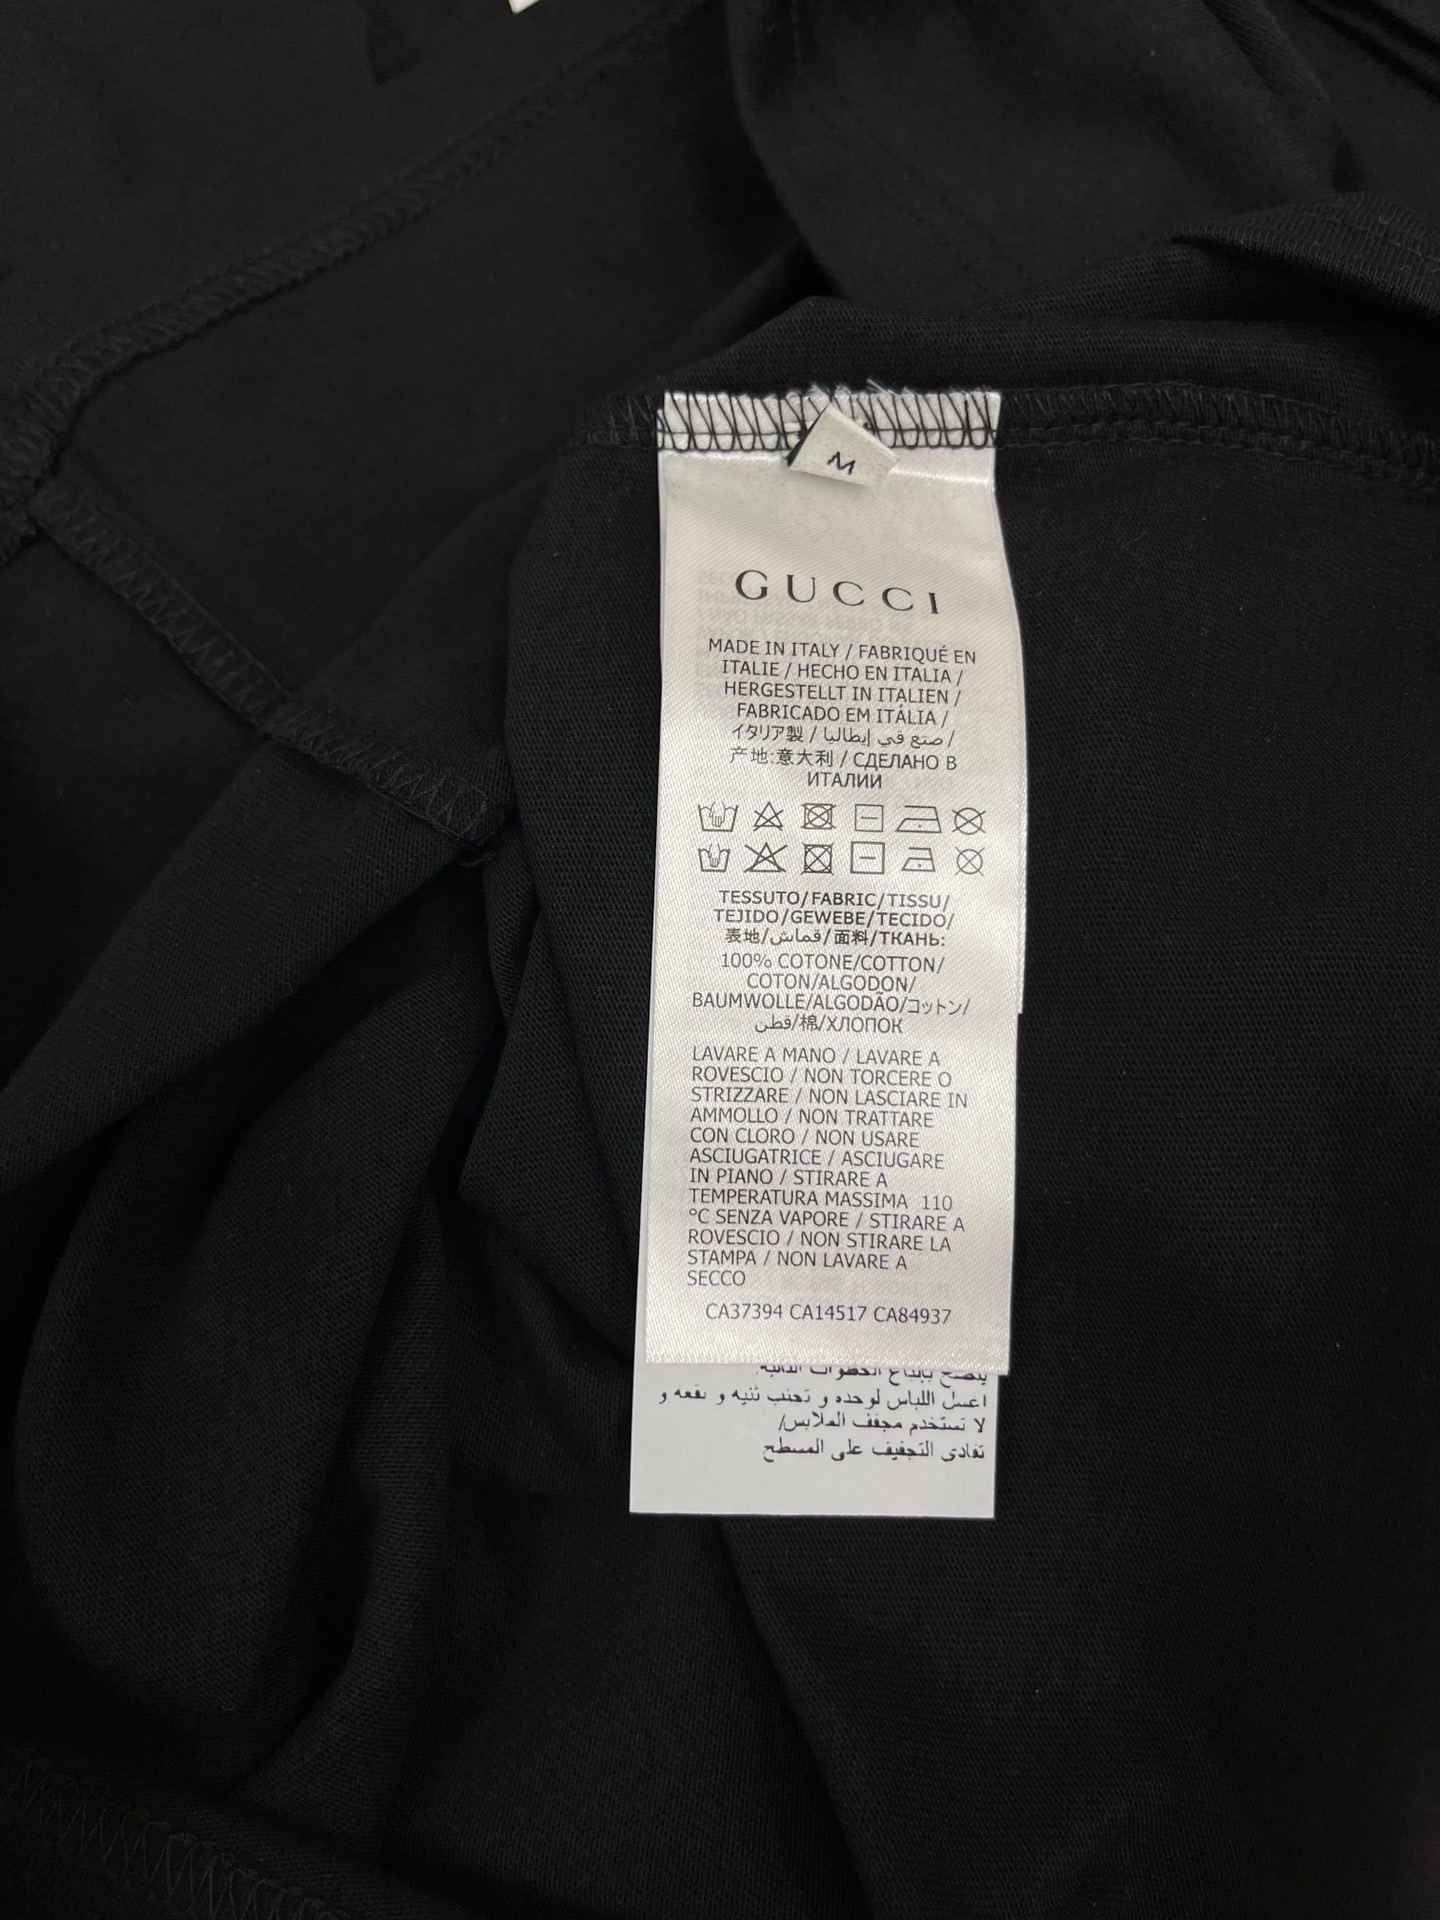 M
GUCCI
MADE IN ITALY / FABRIQUÉ EN
ITALIE / HECHO EN ITALIA /
HERGESTELLT IN ITALIEN /
FABRICADO EM ITÁLIA /
イタリア製 / صنع في إيطاليا /
产地:意大利 / СДЕЛАНО В
ИТАЛИИ
TESSUTO/FABRIC/TISSU/
TEJIDO/GEWEBE/TECIDO/
表地/قماش/面料/ТКАНЬ:
100% COTONE/COTTON/
COTON/ALGODON/
BAUMWOLLE/ALGODÃO/コットン/
قطن/棉/ХЛОПОК
LAVARE A MANO / LAVARE A
ROVESCIO / NON TORCERE O
STRIZZARE / NON LASCIARE IN
AMMOLLO / NON TRATTARE
CON CLORO / NON USARE
ASCIUGATRICE / ASCIUGARE
IN PIANO / STIRARE A
TEMPERATURA MASSIMA 110
°C SENZA VAPORE / STIRARE A
ROVESCIO / NON STIRARE LA
STAMPA / NON LAVARE A
SECCO
CA37394 CA14517 CA84937
ينصح بإتباع الخطوات التالية:
اغسل اللباس لوحده و تجنب ثنيه و نقعه و
لا تستخدم مجفف الملابس/
تفادى التجفيف على المسطح